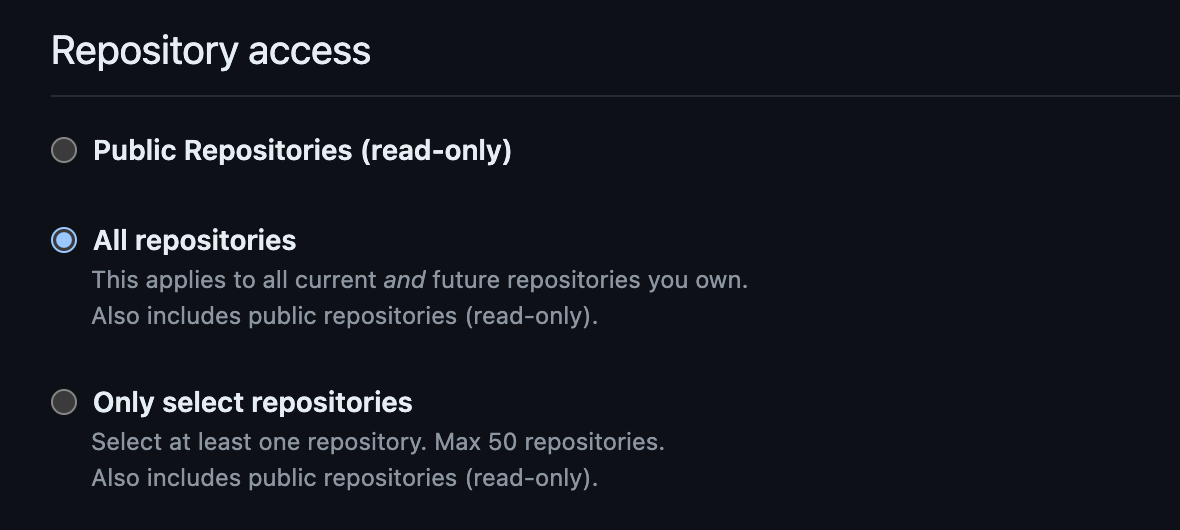 Repository access
Public Repositories (read-only)
All repositories
This applies to all current and future repositories you own.
Also includes public repositories (read-only).
Only select repositories
Select at least one repository. Max 50 repositories.
Also includes public repositories (read-only).